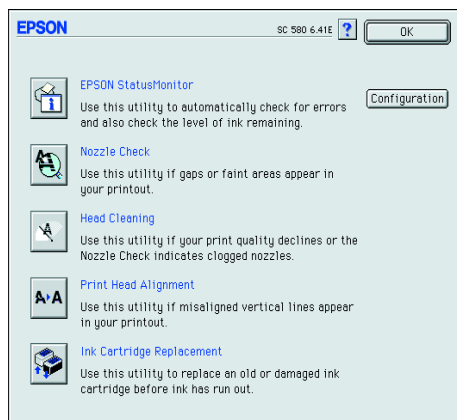 EPSON
SC 580 6.41E
?
OK
EPSON StatusMonitor
Use this utility to automatically check for errors
and also check the level of ink remaining.
Configuration
Nozzle Check
Use this utility if gaps or faint areas appear in
your printout.
Head Cleaning
Use this utility if your print quality declines or the
Nozzle Check indicates clogged nozzles.
Print Head Alignment
Use this utility if misaligned vertical lines appear
in your printout.
Ink Cartridge Replacement
Use this utility to replace an old or damaged ink
cartridge before ink has run out.